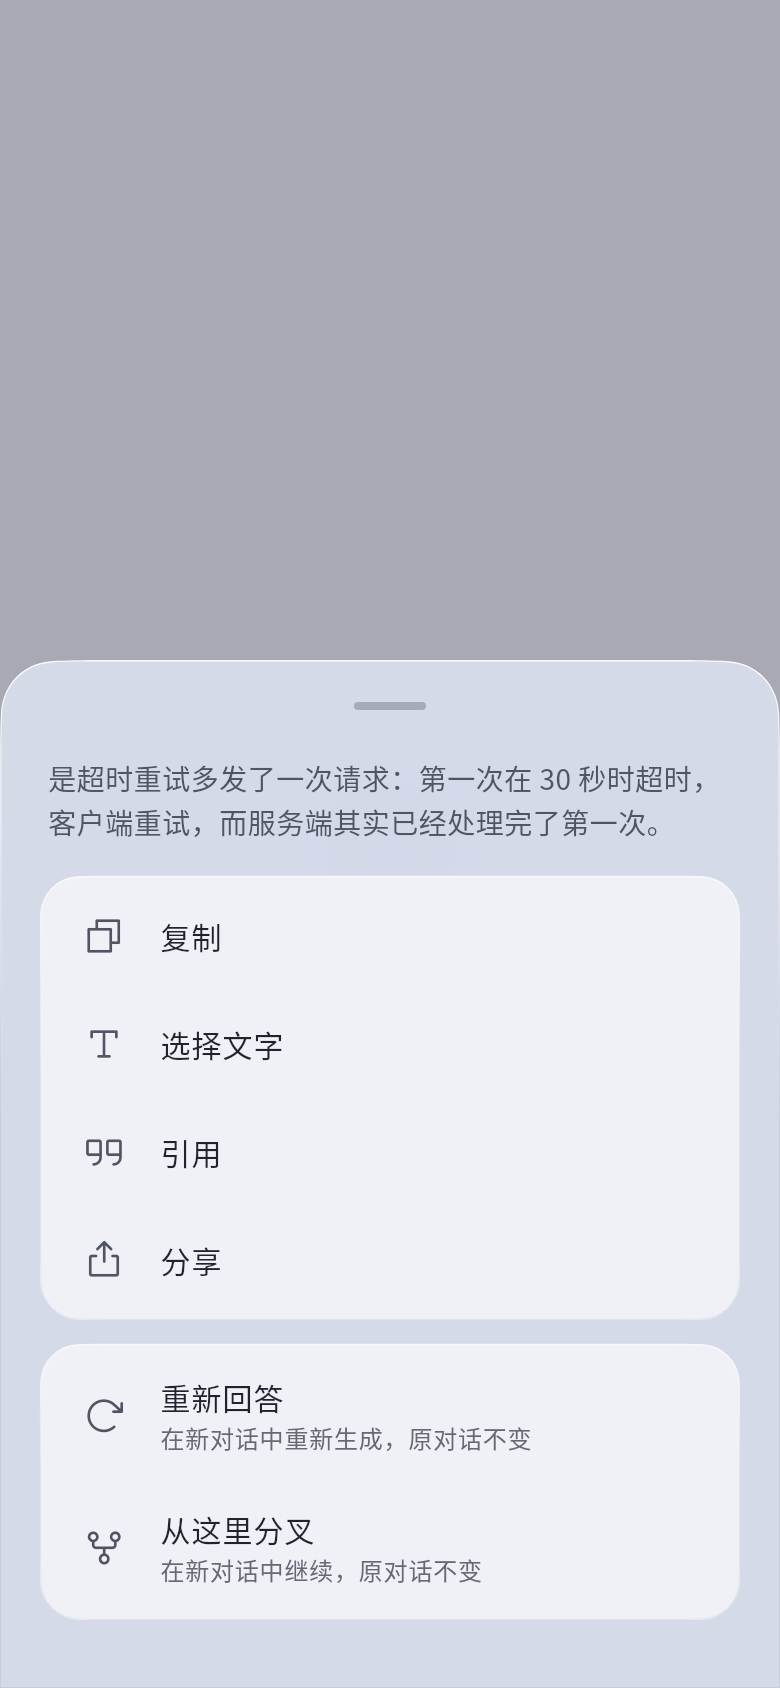 是超时重试多发了一次请求：第一次在 30 秒时超时，
客户端重试，而服务端其实已经处理完了第一次。
复制
选择文字
引用
分享
重新回答
在新对话中重新生成，原对话不变
从这里分叉
在新对话中继续，原对话不变